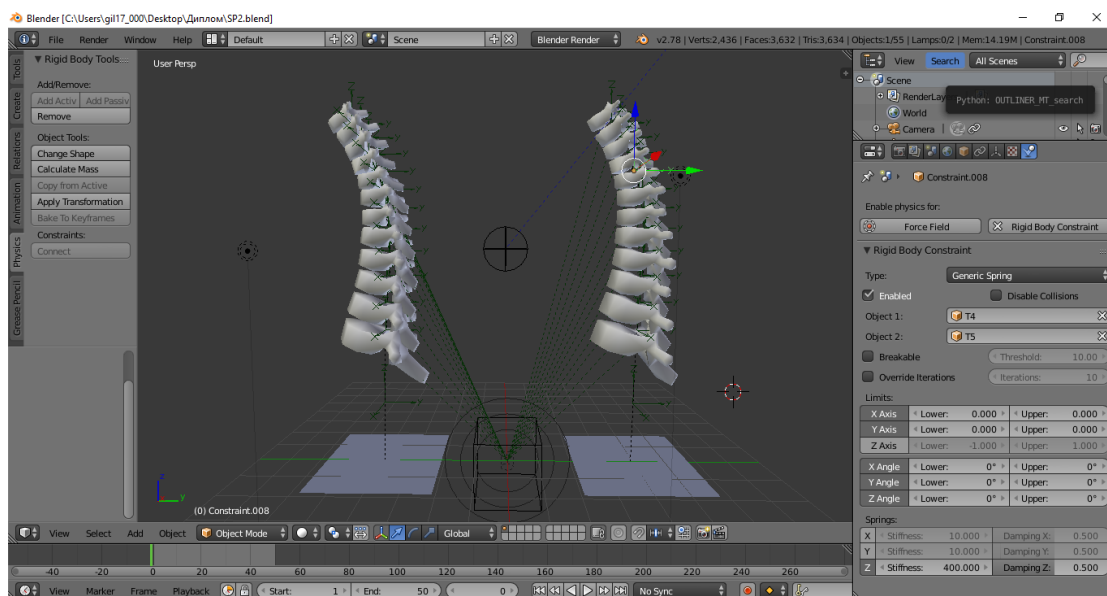 Blender [C:\Users\gil17_000\Desktop\Диплом\SP2.blend]
File Render Window Help Default Scene Blender Render v2.78 | Verts:2,436 | Faces:3,632 | Tris:3,634 | Objects:1/55 | Lamps:0/2 | Mem:14.19M | Constraint.008
Tools
Create
Relations
Animation
Physics
Grease Pencil
Rigid Body Tools
Add/Remove:
Add Activ Add Passiv
Remove
Object Tools:
Change Shape
Calculate Mass
Copy from Active
Apply Transformation
Bake To Keyframes
Constraints:
Connect
User Persp
(0) Constraint.008
View Select Add Object Object Mode Global
-40 -20 0 20 40 60 80 100 120 140 160 180 200 220 240 260
View Marker Frame Playback Start: 1 End: 50 0 No Sync
View Search All Scenes
Scene
RenderLay
World
Camera
Python: OUTLINER_MT_search
Constraint.008
Enable physics for:
Force Field Rigid Body Constraint
Rigid Body Constraint
Type: Generic Spring
Enabled Disable Collisions
Object 1: T4
Object 2: T5
Breakable Threshold: 10.00
Override Iterations Iterations: 10
Limits:
X Axis Lower: 0.000 Upper: 0.000
Y Axis Lower: 0.000 Upper: 0.000
Z Axis Lower: -1.000 Upper: 1.000
X Angle Lower: 0° Upper: 0°
Y Angle Lower: 0° Upper: 0°
Z Angle Lower: 0° Upper: 0°
Springs:
X Stiffness: 10.000 Damping X: 0.500
Y Stiffness: 10.000 Damping Y: 0.500
Z Stiffness: 400.000 Damping Z: 0.500